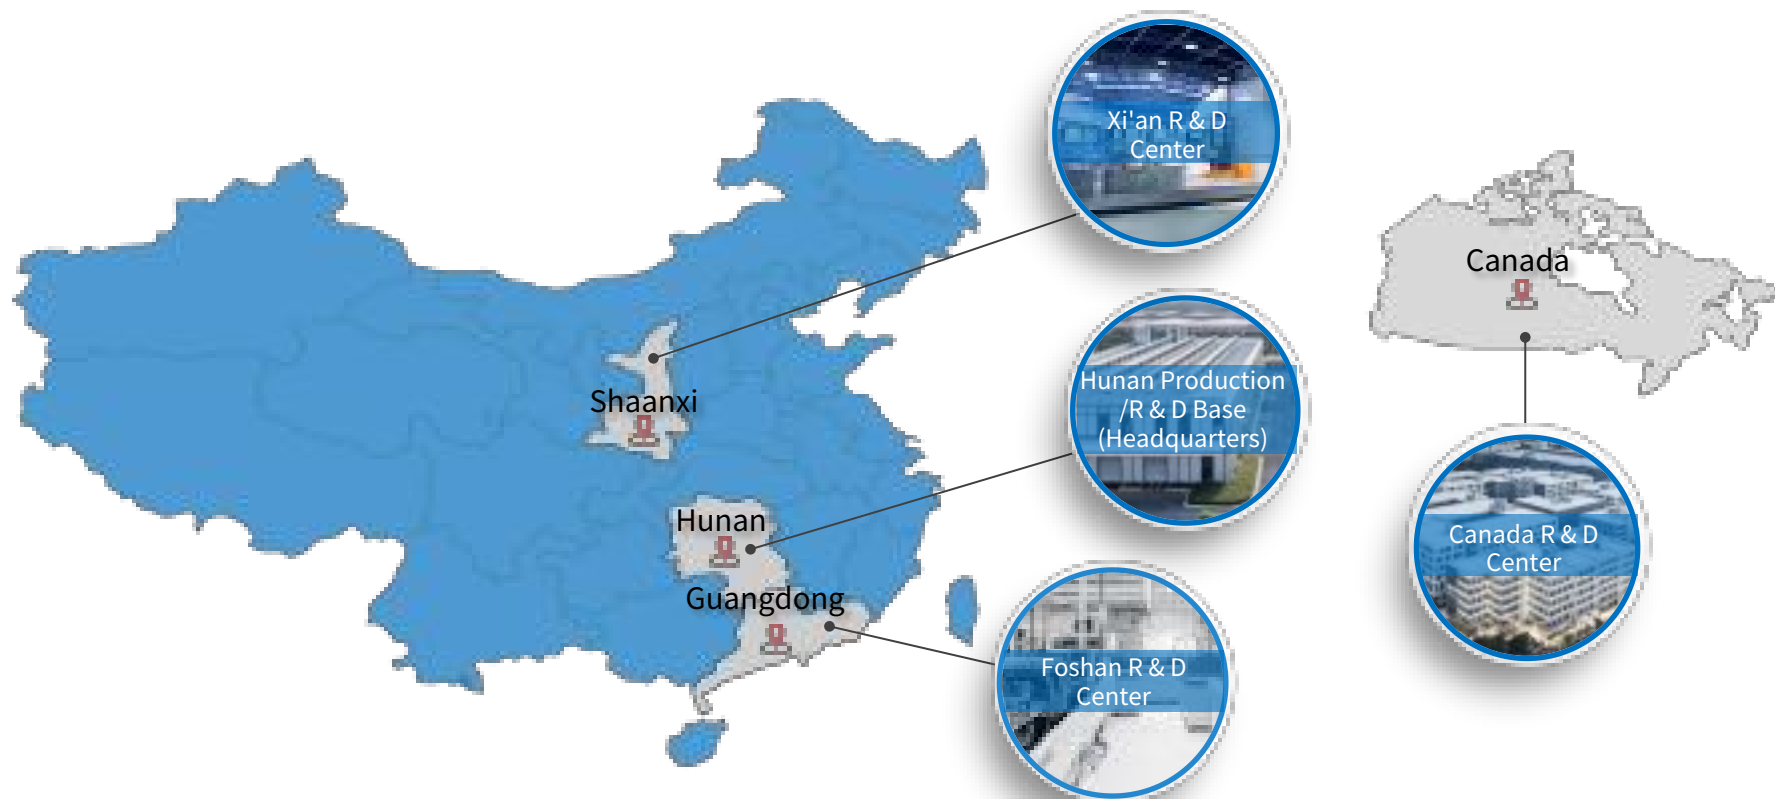 Xi'an R & D
Center
Canada
Shaanxi
Hunan Production
/R & D Base
(Headquarters)
Hunan
Canada R & D
Center
Guangdong
Foshan R & D
Center